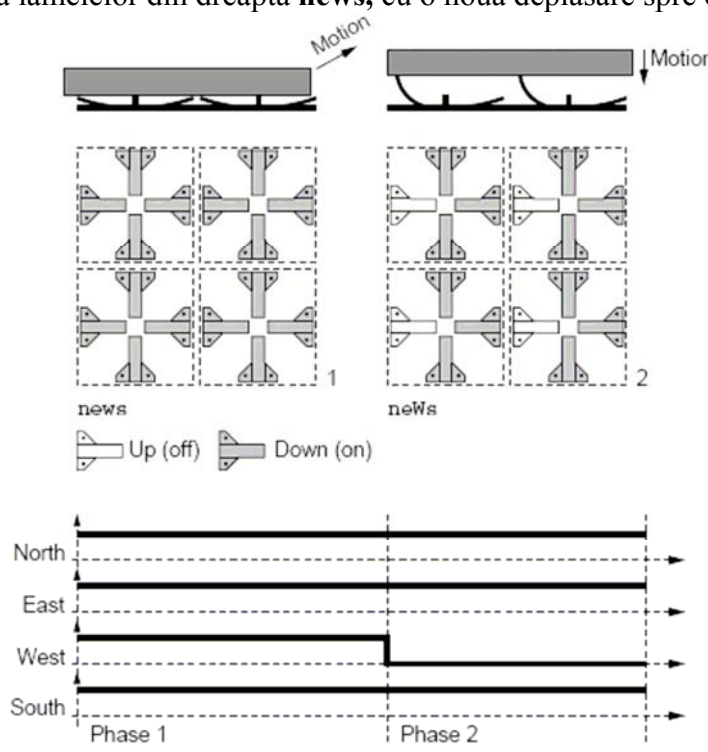 lamelelor din dreapta news, cu o nouă deplasare spre
Motion
Motion
1
2
news
neWs
Up (off)
Down (on)
North
East
West
South
Phase 1
Phase 2